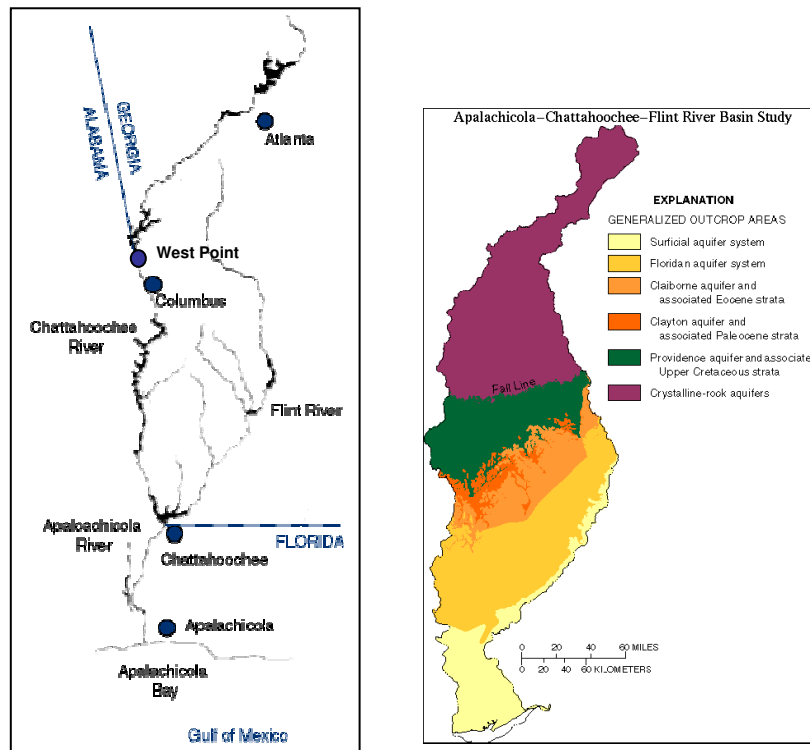 GEORGIA
ALABAMA
Atlanta
West Point
Columbus
Chattahoochee
River
Flint River
Apaloachicola
River
FLORIDA
Chattahoochee
Apalachicola
Apalachicola
Bay
Gulf of Mexico
Apalachicola-Chattahoochee-Flint River Basin Study
EXPLANATION
GENERALIZED OUTCROP AREAS
Surficial aquifer system
Floridan aquifer system
Claiborne aquifer and
associated Eocene strata
Clayton aquifer and
associated Paleocene strata
Providence aquifer and associate
Upper Cretaceous strata
Crystalline-rook aquifers
Fall Line
0 20 40 60 MILES
0 20 40 60 KILOMETERS